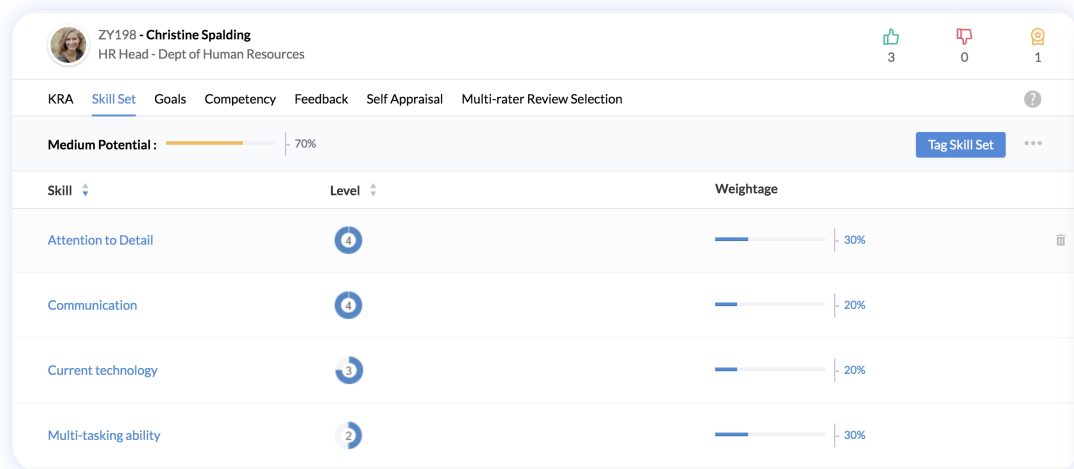 ZY198 - Christine Spalding
HR Head - Dept of Human Resources
3 0 1
KRA Skill Set Goals Competency Feedback Self Appraisal Multi-rater Review Selection ?
Medium Potential : 70% Tag Skill Set
Skill Level Weightage
Attention to Detail 4 30%
Communication 4 20%
Current technology 3 20%
Multi-tasking ability 2 30%